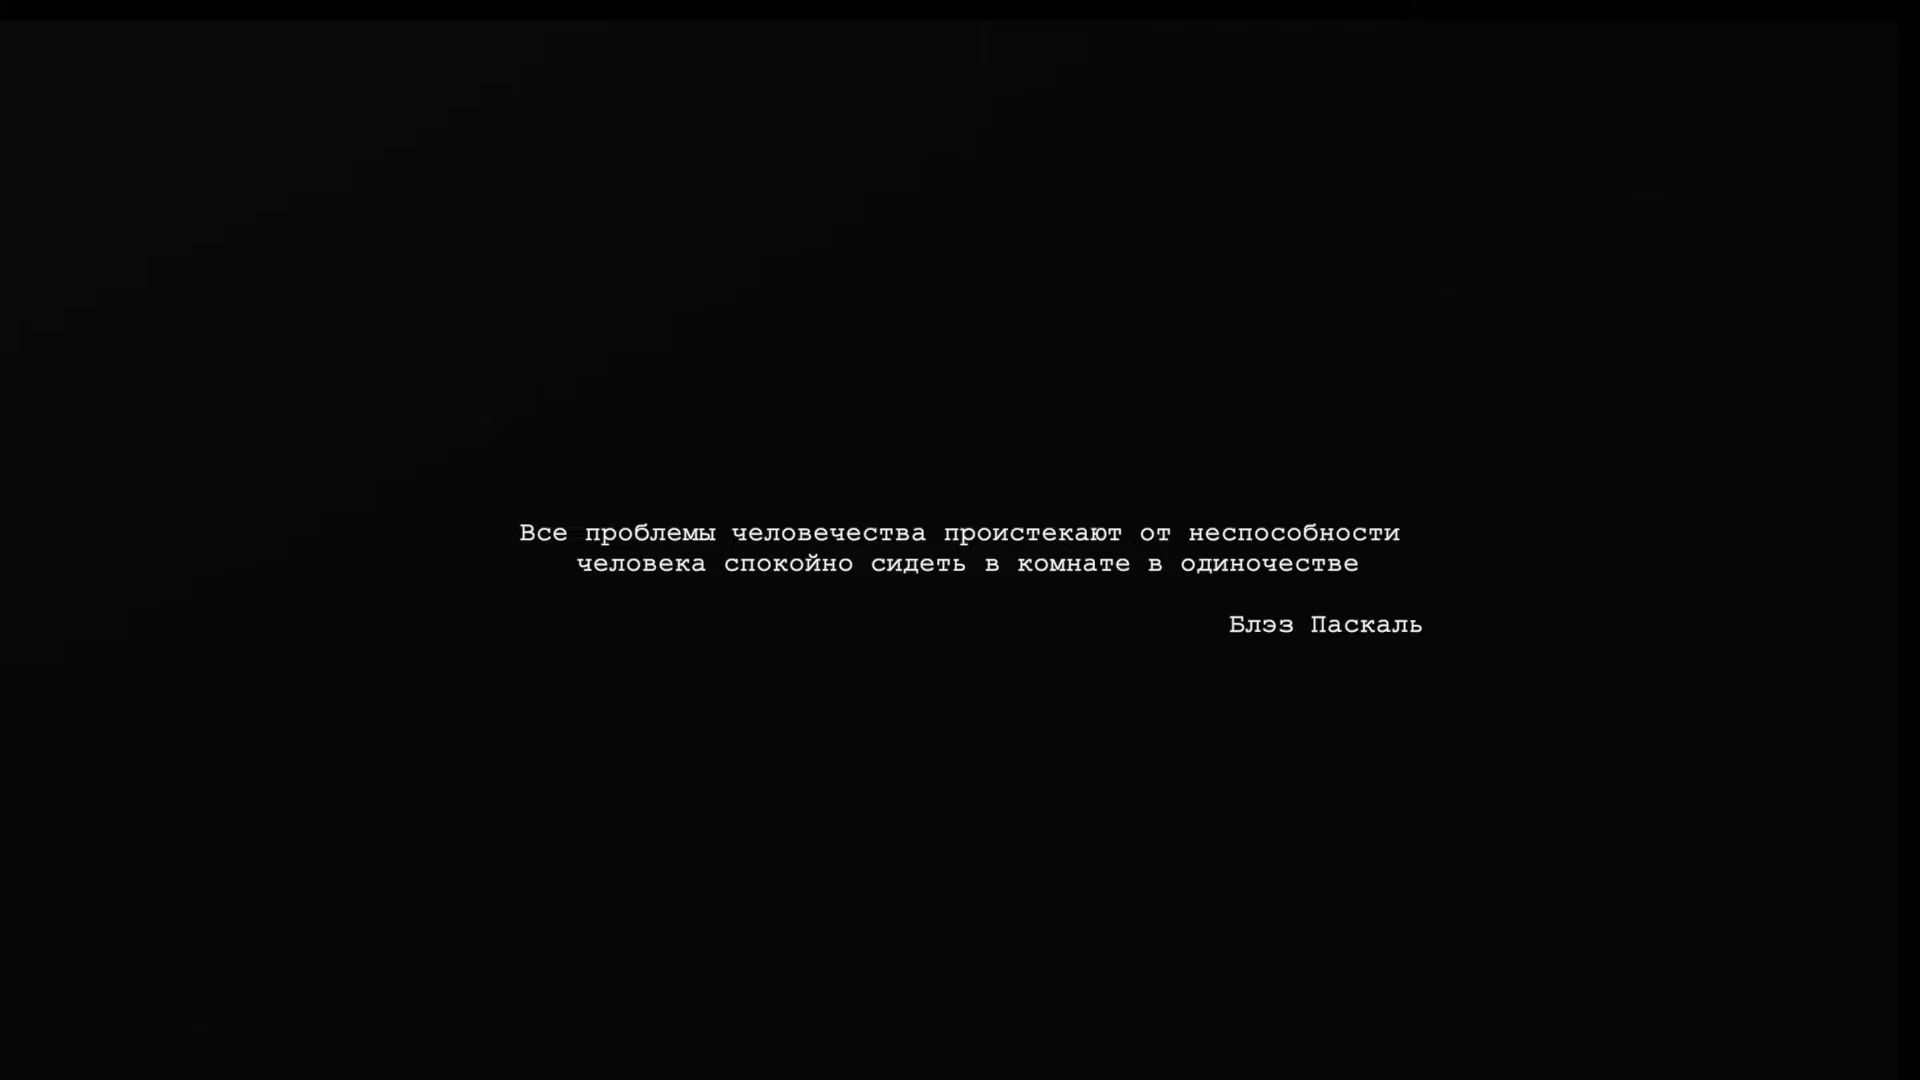 Все проблемы человечества проистекают от неспособности
человека спокойно сидеть в комнате в одиночестве
Блэз Паскаль